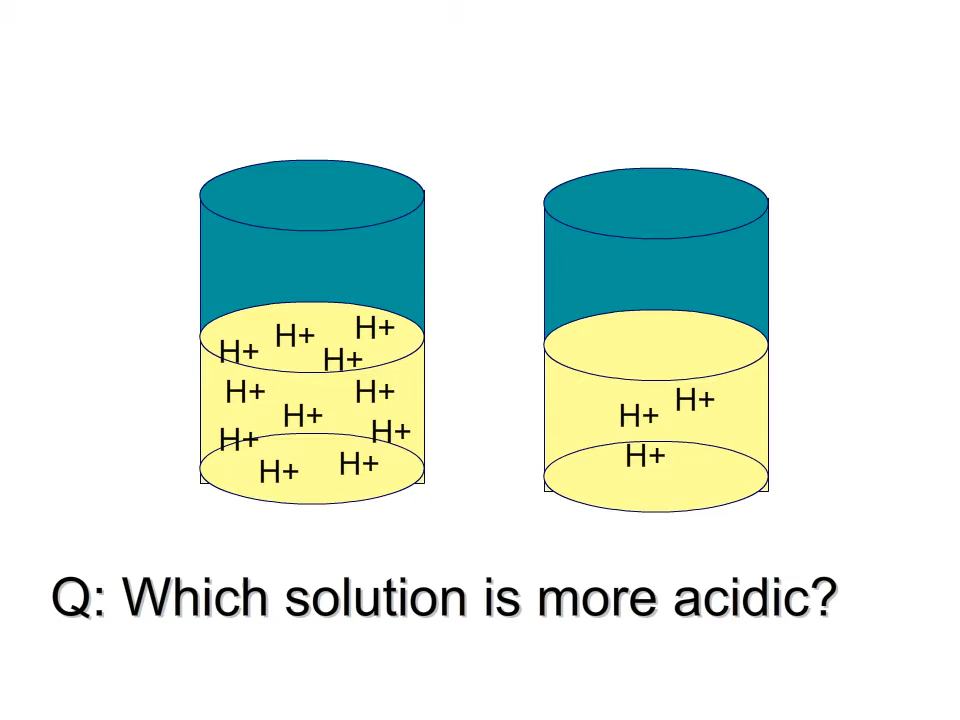 H+ H+ H+
H+
H+ H+
H+
H+ H+
H+ H+
H+ H+
H+
Q: Which solution is more acidic?